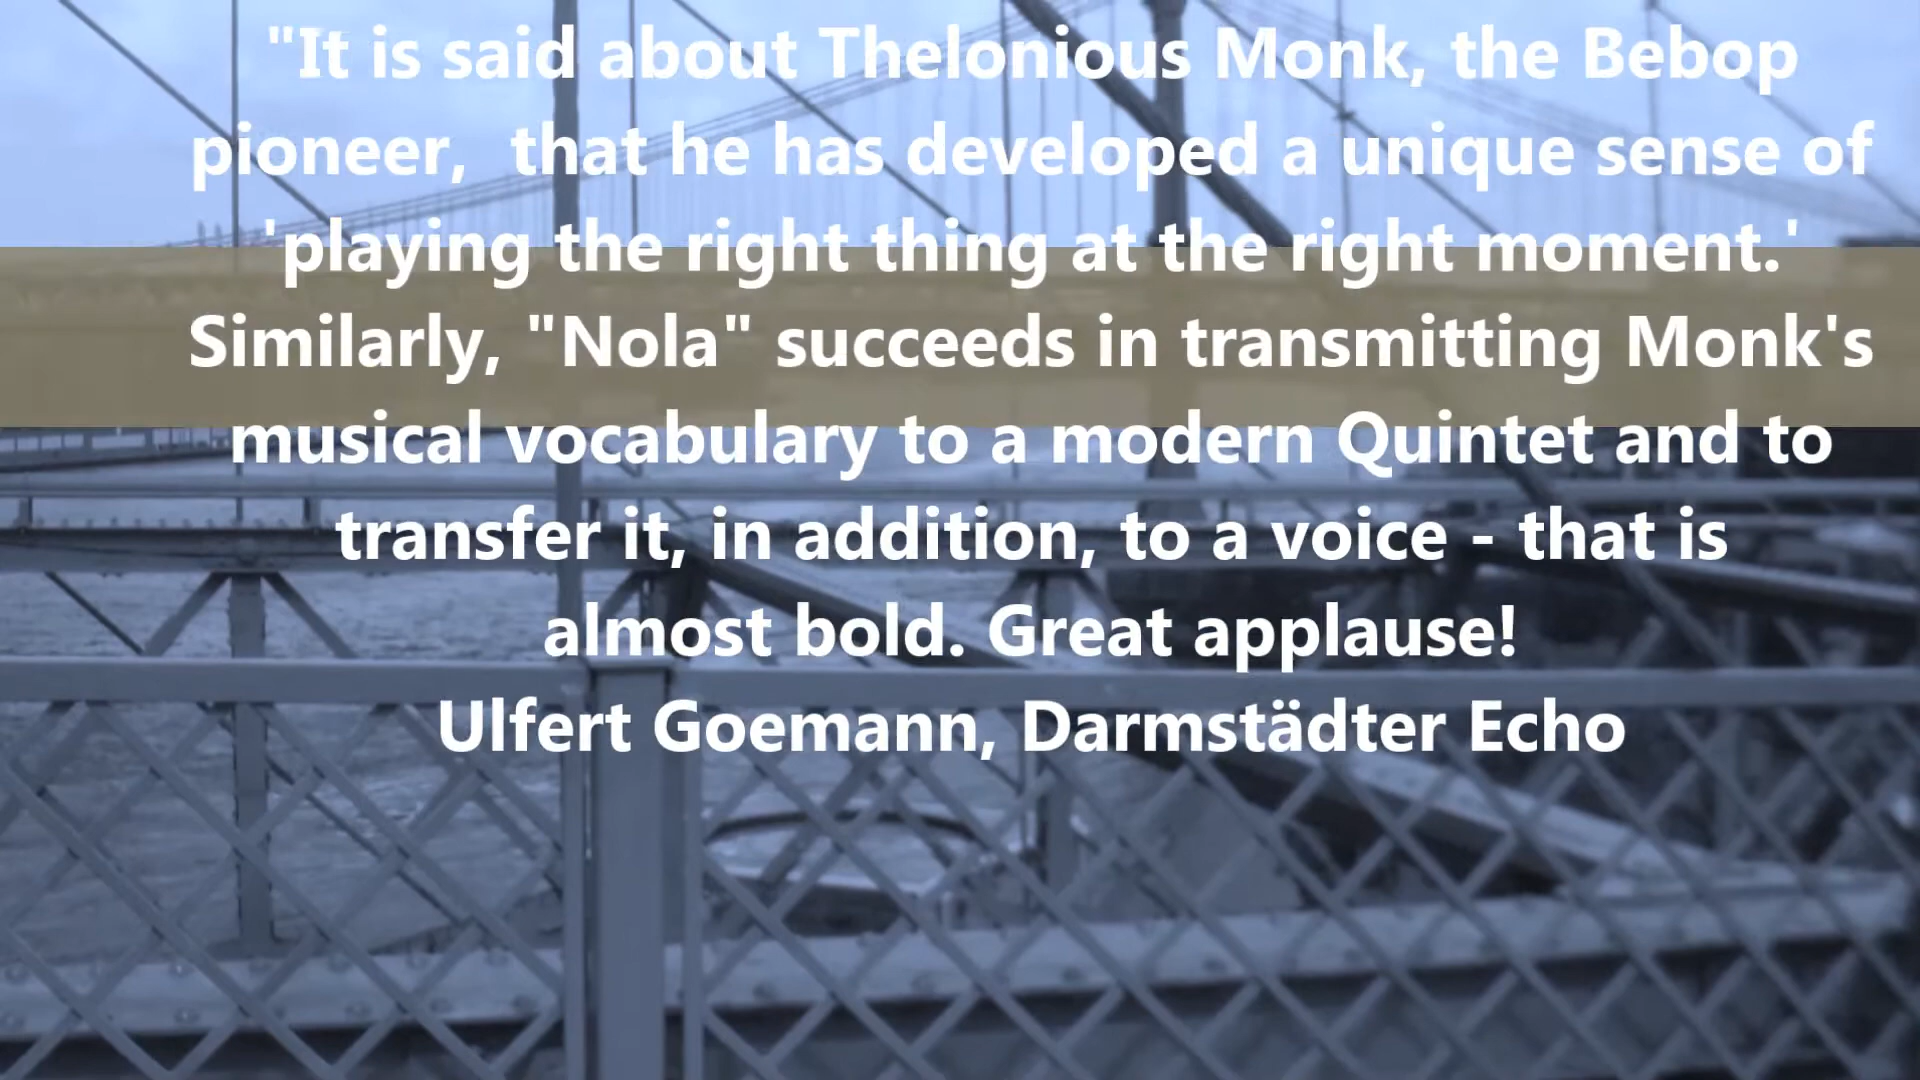 "It is said about Thelonious Monk, the Bebop
pioneer,  that he has developed a unique sense of
'playing the right thing at the right moment.'
Similarly, "Nola" succeeds in transmitting Monk's
musical vocabulary to a modern Quintet and to
transfer it, in addition, to a voice - that is
almost bold. Great applause!
Ulfert Goemann, Darmstädter Echo